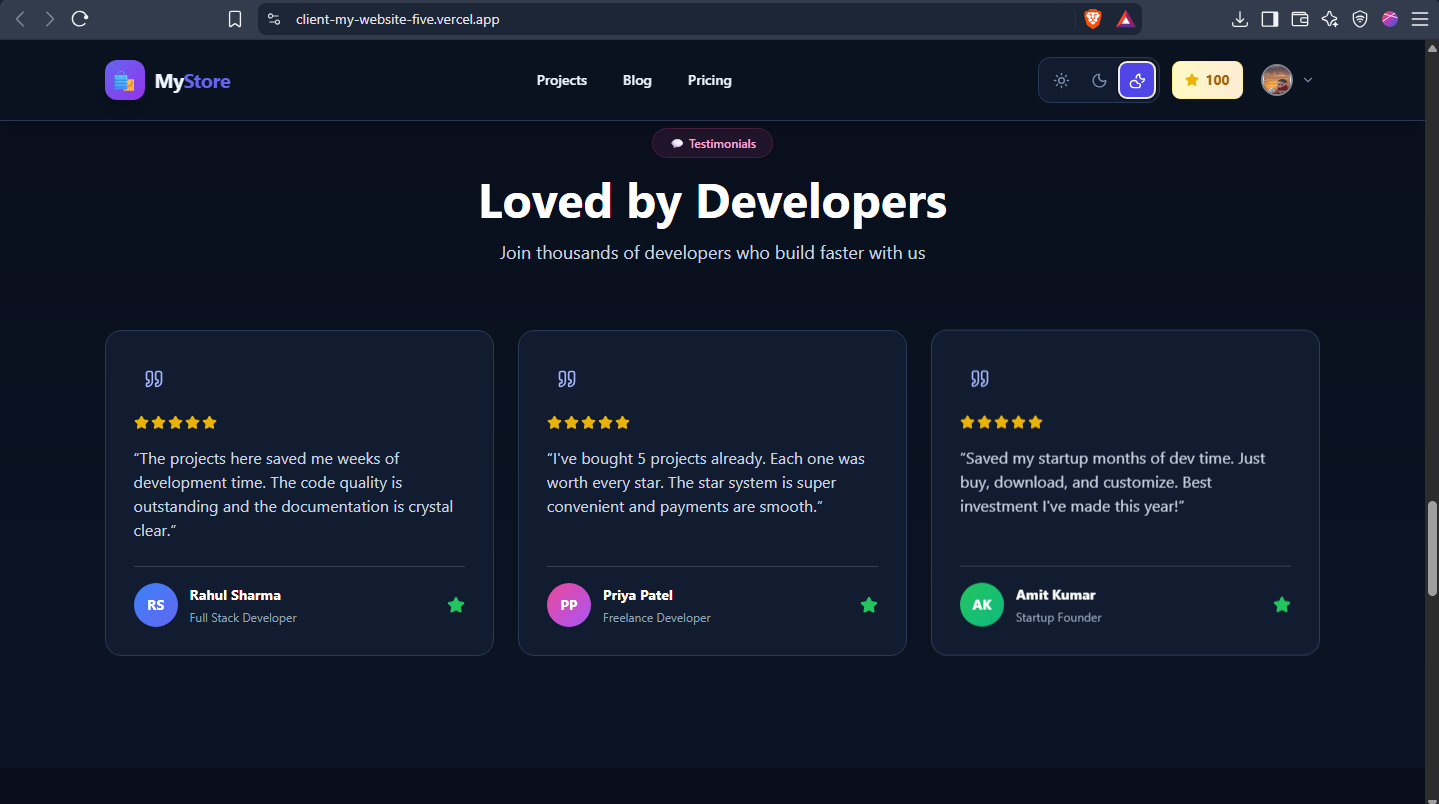 client-my-website-five.vercel.app
MyStore
Projects Blog Pricing
100
Testimonials
Loved by Developers
Join thousands of developers who build faster with us
“The projects here saved me weeks of
development time. The code quality is
outstanding and the documentation is crystal
clear.”
RS
Rahul Sharma
Full Stack Developer
“I've bought 5 projects already. Each one was
worth every star. The star system is super
convenient and payments are smooth.”
PP
Priya Patel
Freelance Developer
“Saved my startup months of dev time. Just
buy, download, and customize. Best
investment I've made this year!”
AK
Amit Kumar
Startup Founder